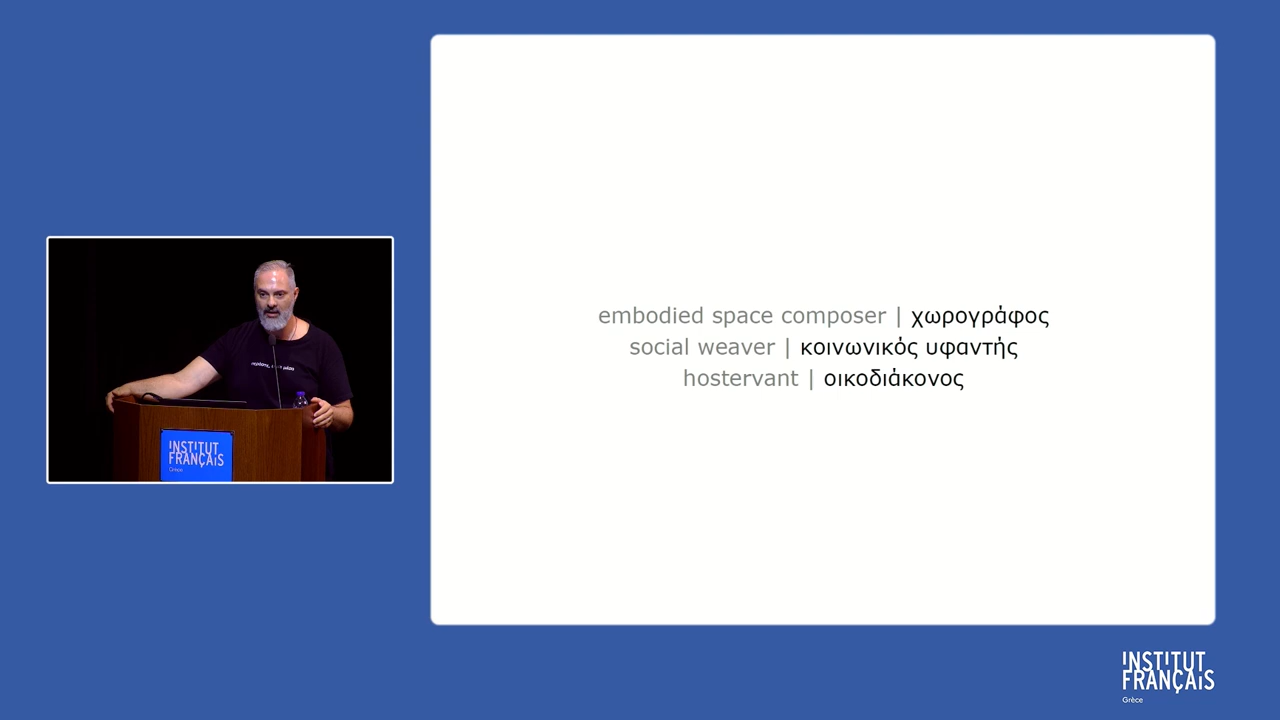 embodied space composer | χωρογράφος
social weaver | κοινωνικός υφαντής
hostervant | οικοδιάκονος
INSTITUT
FRANÇAIS
Grèce
INSTITUT
FRANÇAIS
Grèce